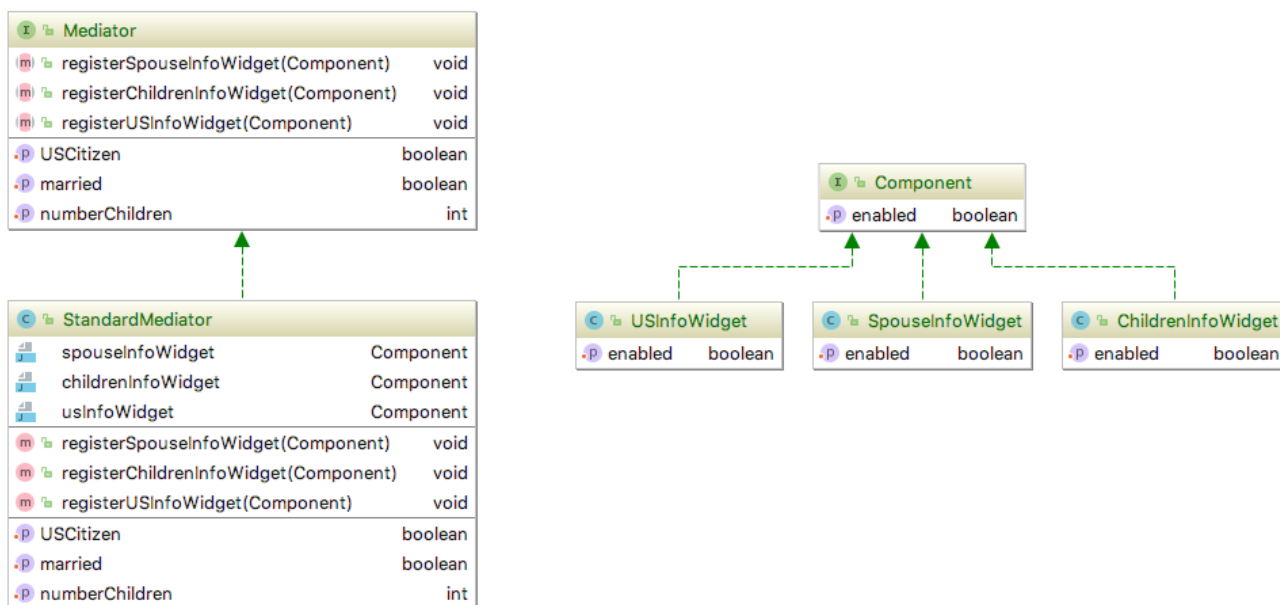 Mediator
registerSpouseInfoWidget(Component) void
registerChildrenInfoWidget(Component) void
registerUSInfoWidget(Component) void
USCitizen boolean
married boolean
numberChildren int
StandardMediator
spouseInfoWidget Component
childrenInfoWidget Component
usInfoWidget Component
registerSpouseInfoWidget(Component) void
registerChildrenInfoWidget(Component) void
registerUSInfoWidget(Component) void
USCitizen boolean
married boolean
numberChildren int
Component
enabled boolean
USInfoWidget
enabled boolean
SpouseInfoWidget
enabled boolean
ChildrenInfoWidget
enabled boolean